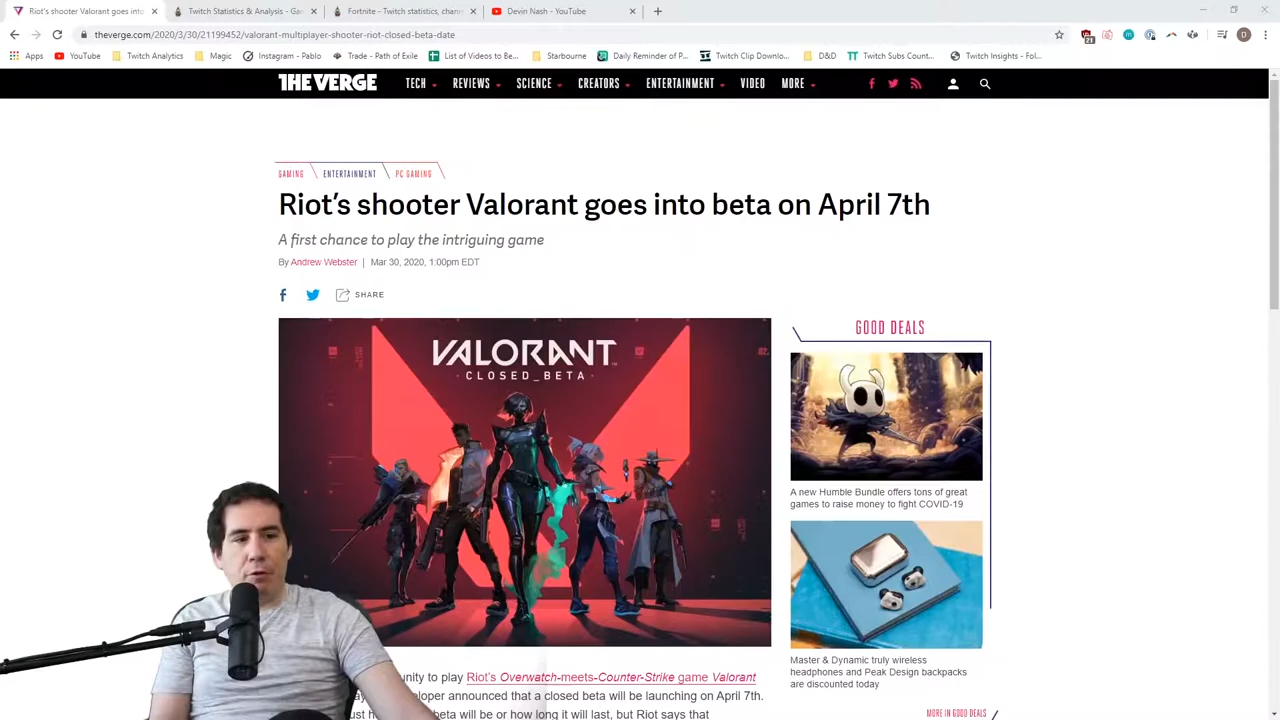 Riot's shooter Valorant goes into
Twitch Statistics & Analysis - Gam
Fortnite - Twitch statistics, chann
Devin Nash - YouTube
theverge.com/2020/3/30/21199452/valorant-multiplayer-shooter-riot-closed-beta-date
Apps
YouTube
Twitch Analytics
Magic
Instagram - Pablo
Trade - Path of Exile
List of Videos to Be...
Starbourne
Daily Reminder of P...
Twitch Clip Downlo...
D&D
Twitch Subs Count...
Twitch Insights - Fol...
THE VERGE
TECH
REVIEWS
SCIENCE
CREATORS
ENTERTAINMENT
VIDEO
MORE
GAMING
ENTERTAINMENT
PC GAMING
Riot's shooter Valorant goes into beta on April 7th
A first chance to play the intriguing game
By Andrew Webster | Mar 30, 2020, 1:00pm EDT
SHARE
VALORANT
CLOSED_BETA
GOOD DEALS
A new Humble Bundle offers tons of great
games to raise money to fight COVID-19
Master & Dynamic truly wireless
headphones and Peak Design backpacks
are discounted today
MORE IN GOOD DEALS
to play Riot's Overwatch-meets-Counter-Strike game Valorant
announced that a closed beta will be launching on April 7th.
beta will be or how long it will last, but Riot says that